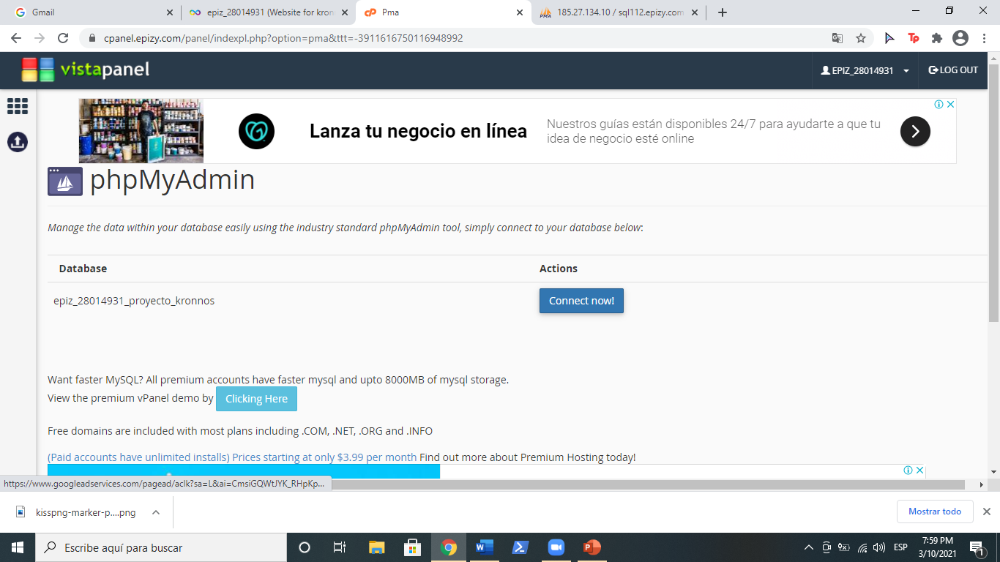 Gmail
epiz_28014931 (Website for kron
Pma
185.27.134.10 / sql112.epizy.com
cpanel.epizy.com/panel/indexpl.php?option=pma&ttt=-3911616750116948992
vistapanel
EPIZ_28014931
LOG OUT
Lanza tu negocio en línea
Nuestros guías están disponibles 24/7 para ayudarte a que tu
idea de negocio esté online
phpMyAdmin
Manage the data within your database easily using the industry standard phpMyAdmin tool, simply connect to your database below:
Database Actions
epiz_28014931_proyecto_kronnos Connect now!
Want faster MySQL? All premium accounts have faster mysql and upto 8000MB of mysql storage.
View the premium vPanel demo by Clicking Here
Free domains are included with most plans including .COM, .NET, .ORG and .INFO
(Paid accounts have unlimited installs) Prices starting at only $3.99 per month Find out more about Premium Hosting today!
https://www.googleadservices.com/pagead/aclk?sa=L&ai=CmsiGQWtJYK_RHpKp...
kisspng-marker-p....png
Mostrar todo
Escribe aquí para buscar
ESP
7:59 PM
3/10/2021